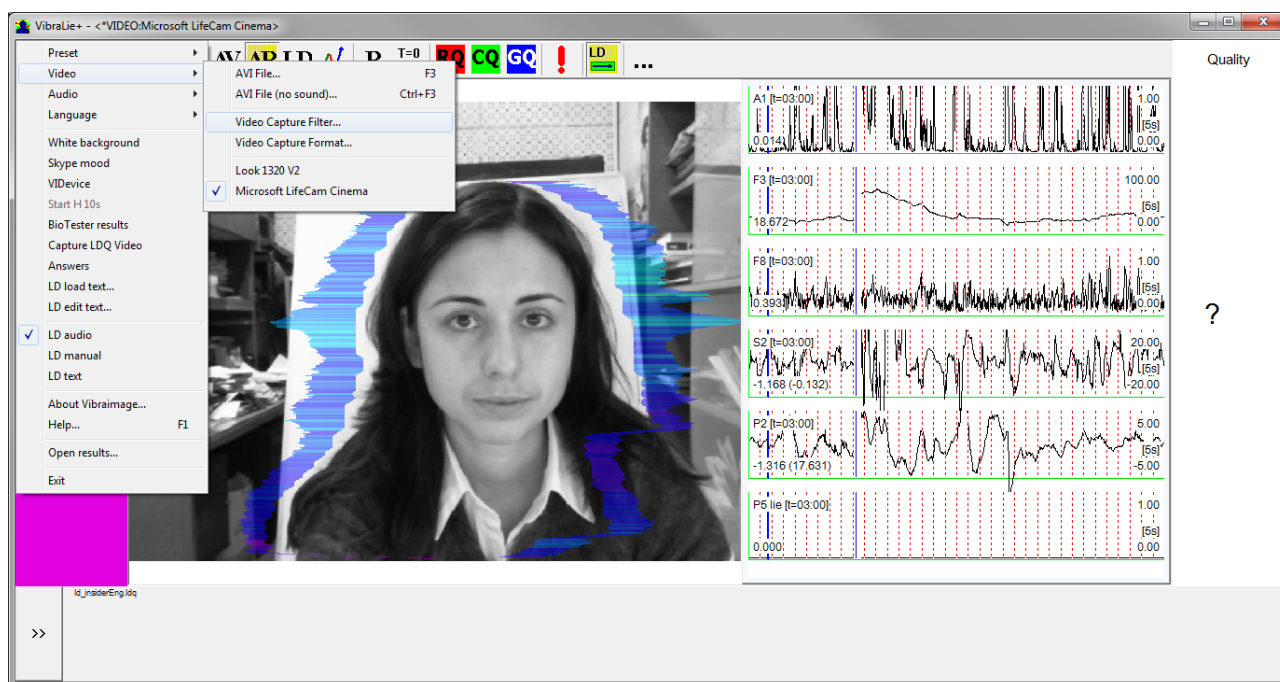 VibraLie+ - <*VIDEO:Microsoft LifeCam Cinema>
AV AP LD R T=0 RQ CQ GQ ! LD ...
Quality
Preset
Video
Audio
Language
White background
Skype mood
VIDevice
Start H 10s
BioTester results
Capture LDQ Video
Answers
LD load text...
LD edit text...
LD audio
LD manual
LD text
About Vibraimage...
Help... F1
Open results...
Exit
AVI File... F3
AVI File (no sound)... Ctrl+F3
Video Capture Filter...
Video Capture Format...
Look 1320 V2
Microsoft LifeCam Cinema
A1 [t=03:00] 1.00
[5s]
0.014 0.00
F3 [t=03:00] 100.00
[5s]
18.672 0.00
F8 [t=03:00] 1.00
[5s]
0.393 0.00
S2 [t=03:00] 20.00
[5s]
-1.168 (-0.132) -20.00
P2 [t=03:00] 5.00
[5s]
-1.316 (17.631) -5.00
P5 lie [t=03:00] 1.00
[5s]
0.000 0.00
?
ld_insiderEng.ldq
>>